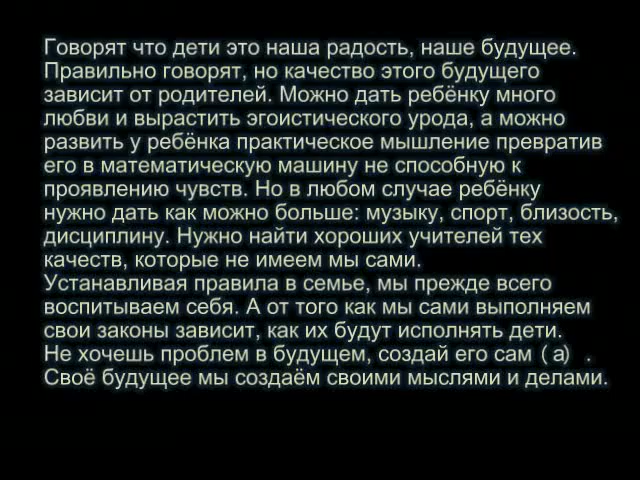 Говорят что дети это наша радость, наше будущее.
Правильно говорят, но качество этого будущего
зависит от родителей. Можно дать ребёнку много
любви и вырастить эгоистического урода, а можно
развить у ребёнка практическое мышление превратив
его в математическую машину не способную к
проявлению чувств. Но в любом случае ребёнку
нужно дать как можно больше: музыку, спорт, близость,
дисциплину. Нужно найти хороших учителей тех
качеств, которые не имеем мы сами.
Устанавливая правила в семье, мы прежде всего
воспитываем себя. А от того как мы сами выполняем
свои законы зависит, как их будут исполнять дети.
Не хочешь проблем в будущем, создай его сам ( а) .
Своё будущее мы создаём своими мыслями и делами.